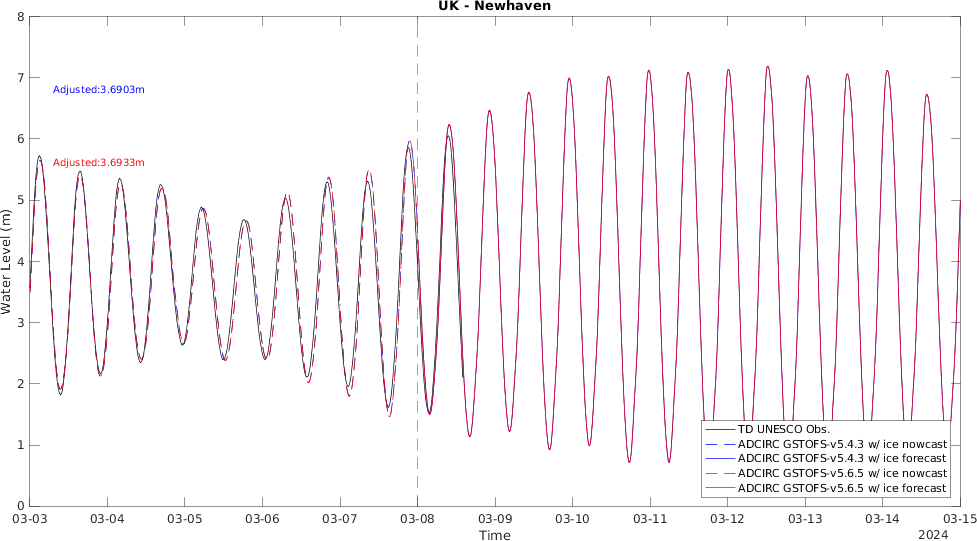 UK - Newhaven
8
7
6
5
4
3
2
1
0
Water Level (m)
Adjusted:3.6903m
Adjusted:3.6933m
TD UNESCO Obs.
ADCIRC GSTOFS-v5.4.3 w/ ice nowcast
ADCIRC GSTOFS-v5.4.3 w/ ice forecast
ADCIRC GSTOFS-v5.6.5 w/ ice nowcast
ADCIRC GSTOFS-v5.6.5 w/ ice forecast
03-03 03-04 03-05 03-06 03-07 03-08 03-09 03-10 03-11 03-12 03-13 03-14 03-15
Time
2024